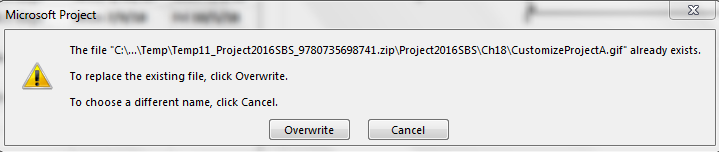 Microsoft Project
The file "C:\...\Temp\Temp11_Project2016SBS_9780735698741.zip\Project2016SBS\Ch18\CustomizeProjectA.gif" already exists.
To replace the existing file, click Overwrite.
To choose a different name, click Cancel.
Overwrite
Cancel